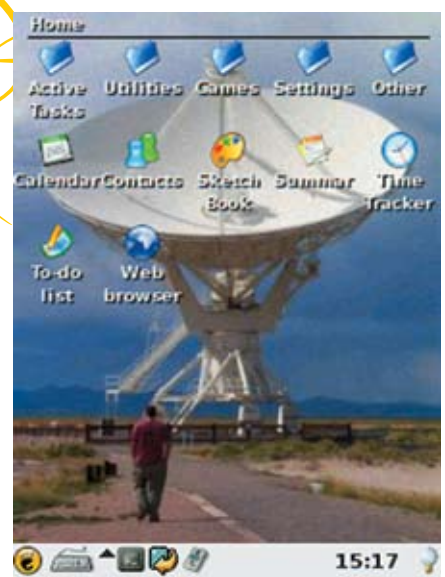 Home
Active Tasks
Utilities
Games
Settings
Other
Calendar
Contacts
Sketch Book
Summar
Time Tracker
To-do list
Web browser
15:17